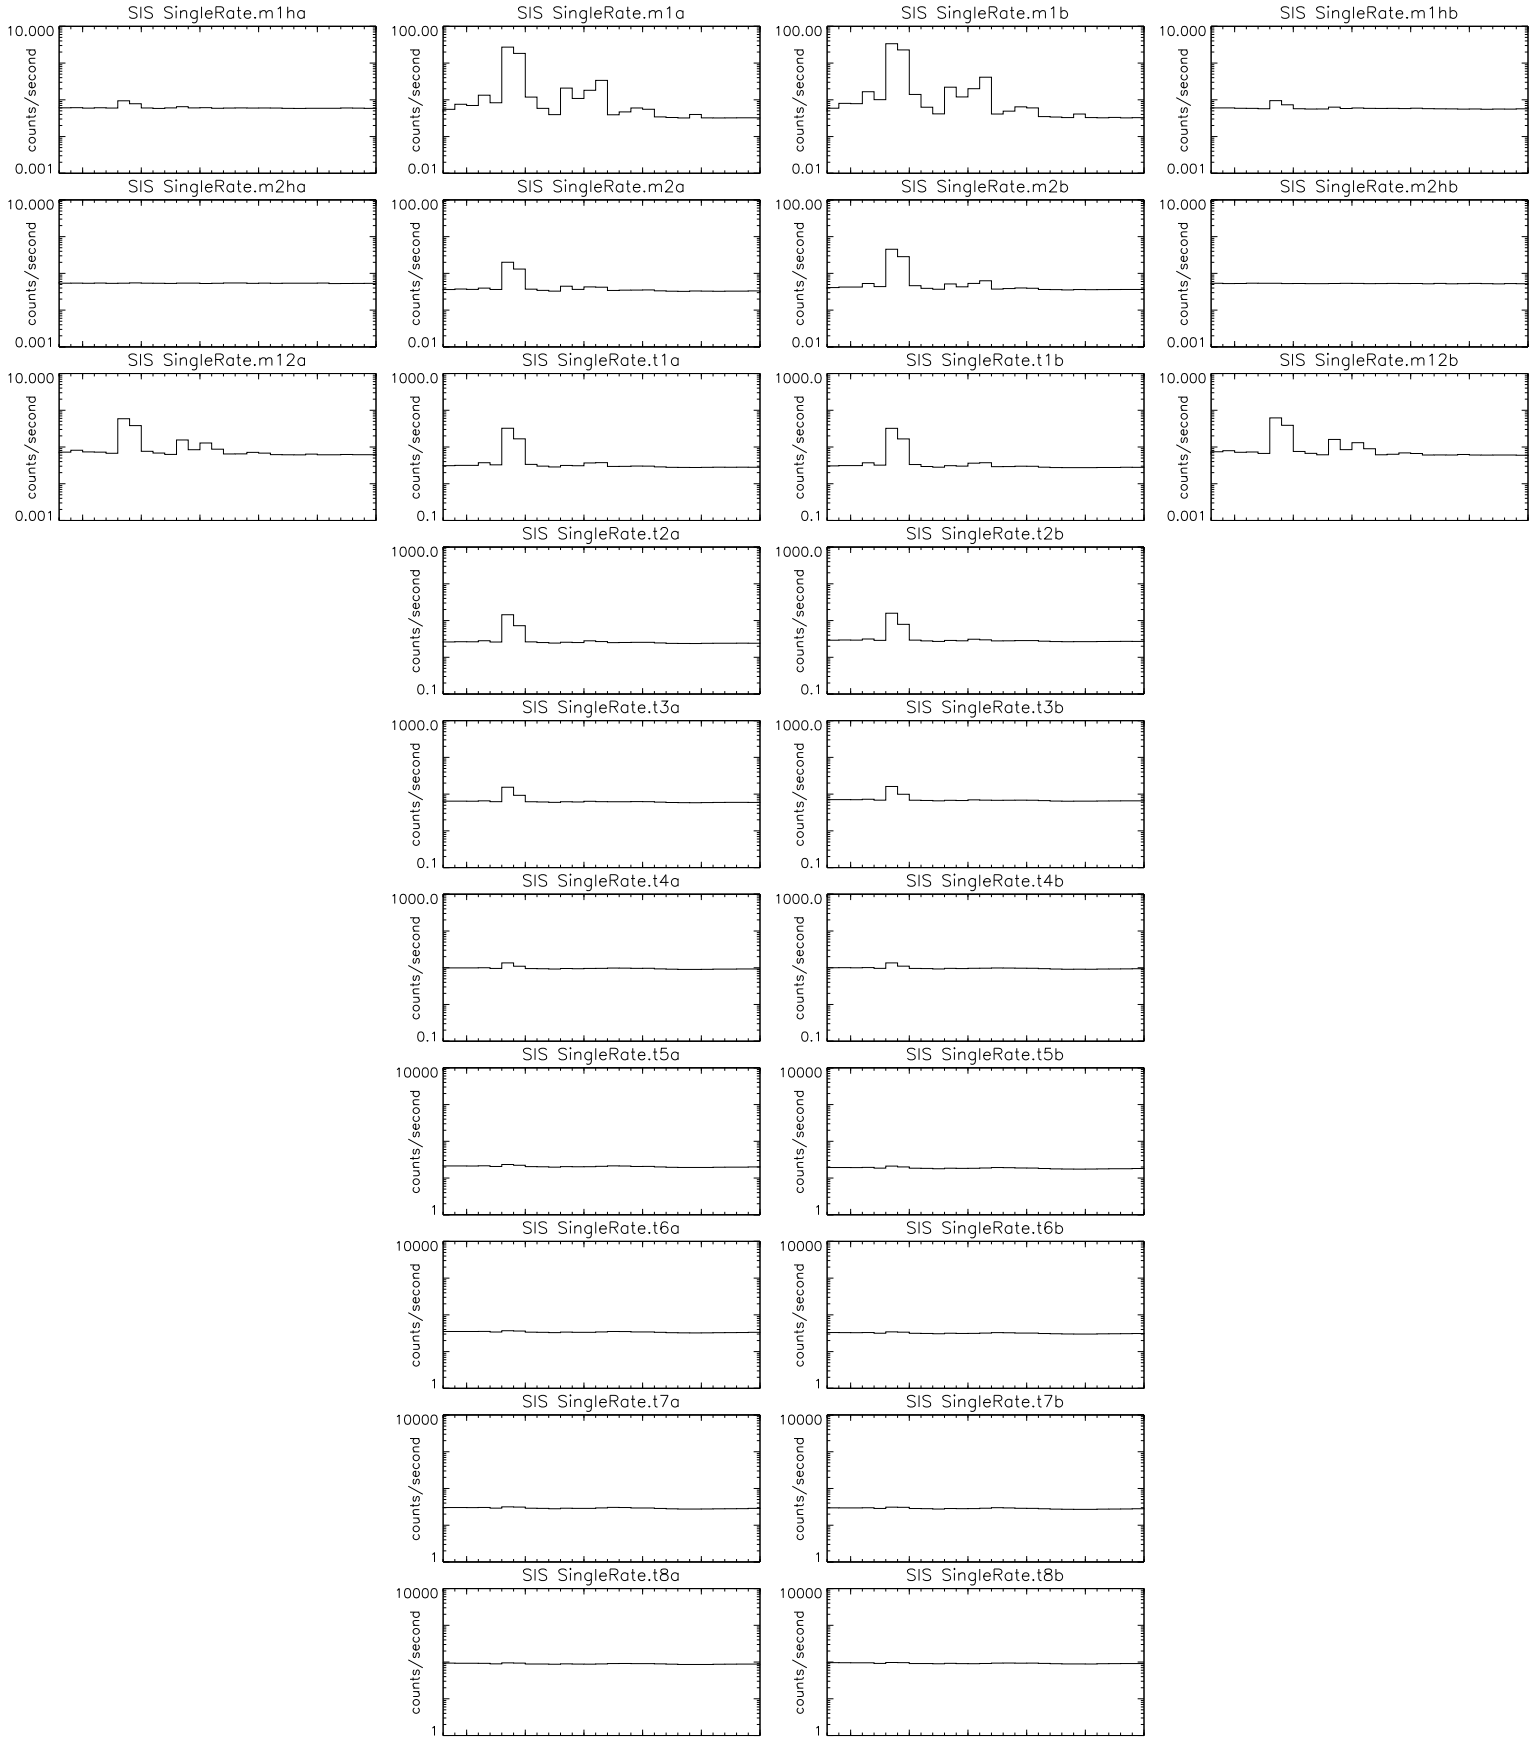 SIS SingleRate.m1ha
10.000
counts/second
0.001
SIS SingleRate.m1a
100.00
counts/second
0.01
SIS SingleRate.m1b
100.00
counts/second
0.01
SIS SingleRate.m1hb
10.000
counts/second
0.001
SIS SingleRate.m2ha
10.000
counts/second
0.001
SIS SingleRate.m2a
100.00
counts/second
0.01
SIS SingleRate.m2b
100.00
counts/second
0.01
SIS SingleRate.m2hb
10.000
counts/second
0.001
SIS SingleRate.m12a
10.000
counts/second
0.001
SIS SingleRate.t1a
1000.0
counts/second
0.1
SIS SingleRate.t1b
1000.0
counts/second
0.1
SIS SingleRate.m12b
10.000
counts/second
0.001
SIS SingleRate.t2a
1000.0
counts/second
0.1
SIS SingleRate.t2b
1000.0
counts/second
0.1
SIS SingleRate.t3a
1000.0
counts/second
0.1
SIS SingleRate.t3b
1000.0
counts/second
0.1
SIS SingleRate.t4a
1000.0
counts/second
0.1
SIS SingleRate.t4b
1000.0
counts/second
0.1
SIS SingleRate.t5a
10000
counts/second
1
SIS SingleRate.t5b
10000
counts/second
1
SIS SingleRate.t6a
10000
counts/second
1
SIS SingleRate.t6b
10000
counts/second
1
SIS SingleRate.t7a
10000
counts/second
1
SIS SingleRate.t7b
10000
counts/second
1
SIS SingleRate.t8a
10000
counts/second
1
SIS SingleRate.t8b
10000
counts/second
1